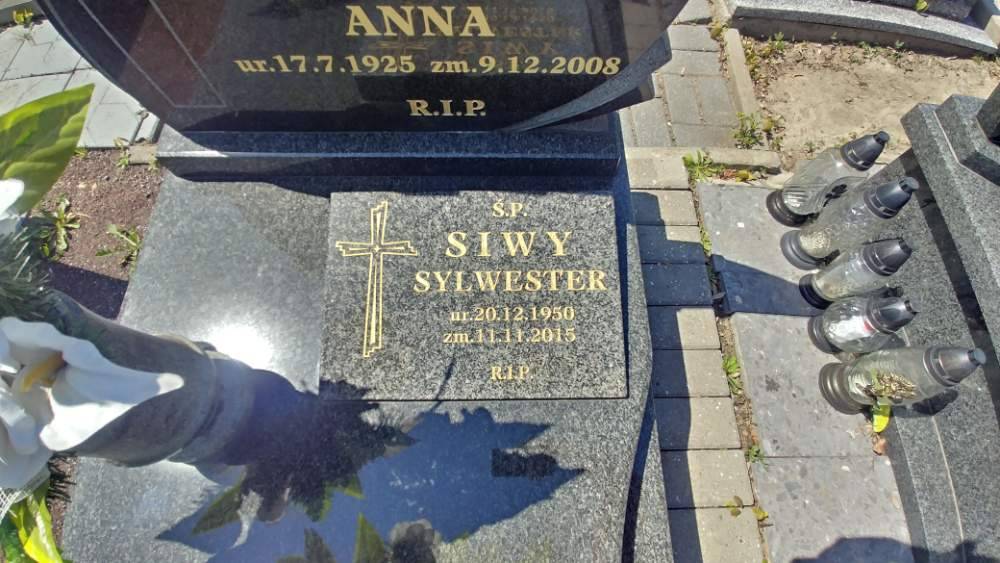 ANNA
ur.17.7.1925 zm.9.12.2008
R.I.P.
Ś.P.
SIWY
SYLWESTER
ur.20.12.1950
zm.11.11.2015
R.I.P.